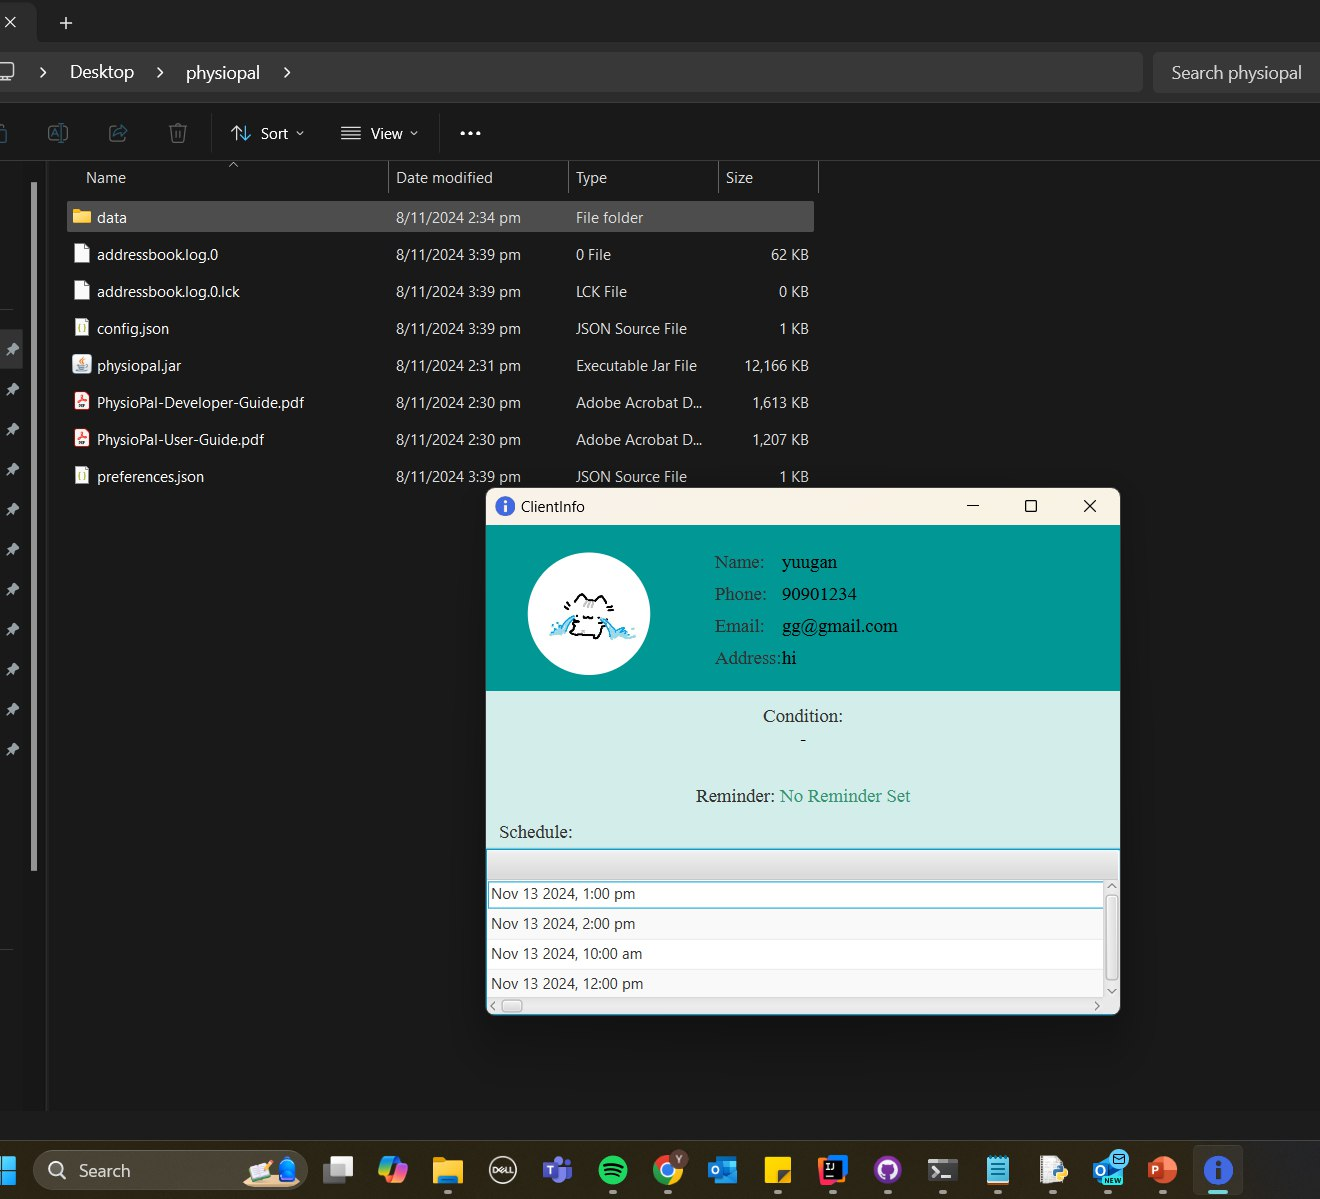 Desktop > physiopal >
Search physiopal
Sort
View
Name Date modified Type Size
data 8/11/2024 2:34 pm File folder
addressbook.log.0 8/11/2024 3:39 pm 0 File 62 KB
addressbook.log.0.lck 8/11/2024 3:39 pm LCK File 0 KB
config.json 8/11/2024 3:39 pm JSON Source File 1 KB
physiopal.jar 8/11/2024 2:31 pm Executable Jar File 12,166 KB
PhysioPal-Developer-Guide.pdf 8/11/2024 2:30 pm Adobe Acrobat D... 1,613 KB
PhysioPal-User-Guide.pdf 8/11/2024 2:30 pm Adobe Acrobat D... 1,207 KB
preferences.json 8/11/2024 3:39 pm JSON Source File 1 KB
ClientInfo
Name: yuugan
Phone: 90901234
Email: gg@gmail.com
Address: hi
Condition:
-
Reminder: No Reminder Set
Schedule:
Nov 13 2024, 1:00 pm
Nov 13 2024, 2:00 pm
Nov 13 2024, 10:00 am
Nov 13 2024, 12:00 pm
Search
DELL
Y
IJ
NEW